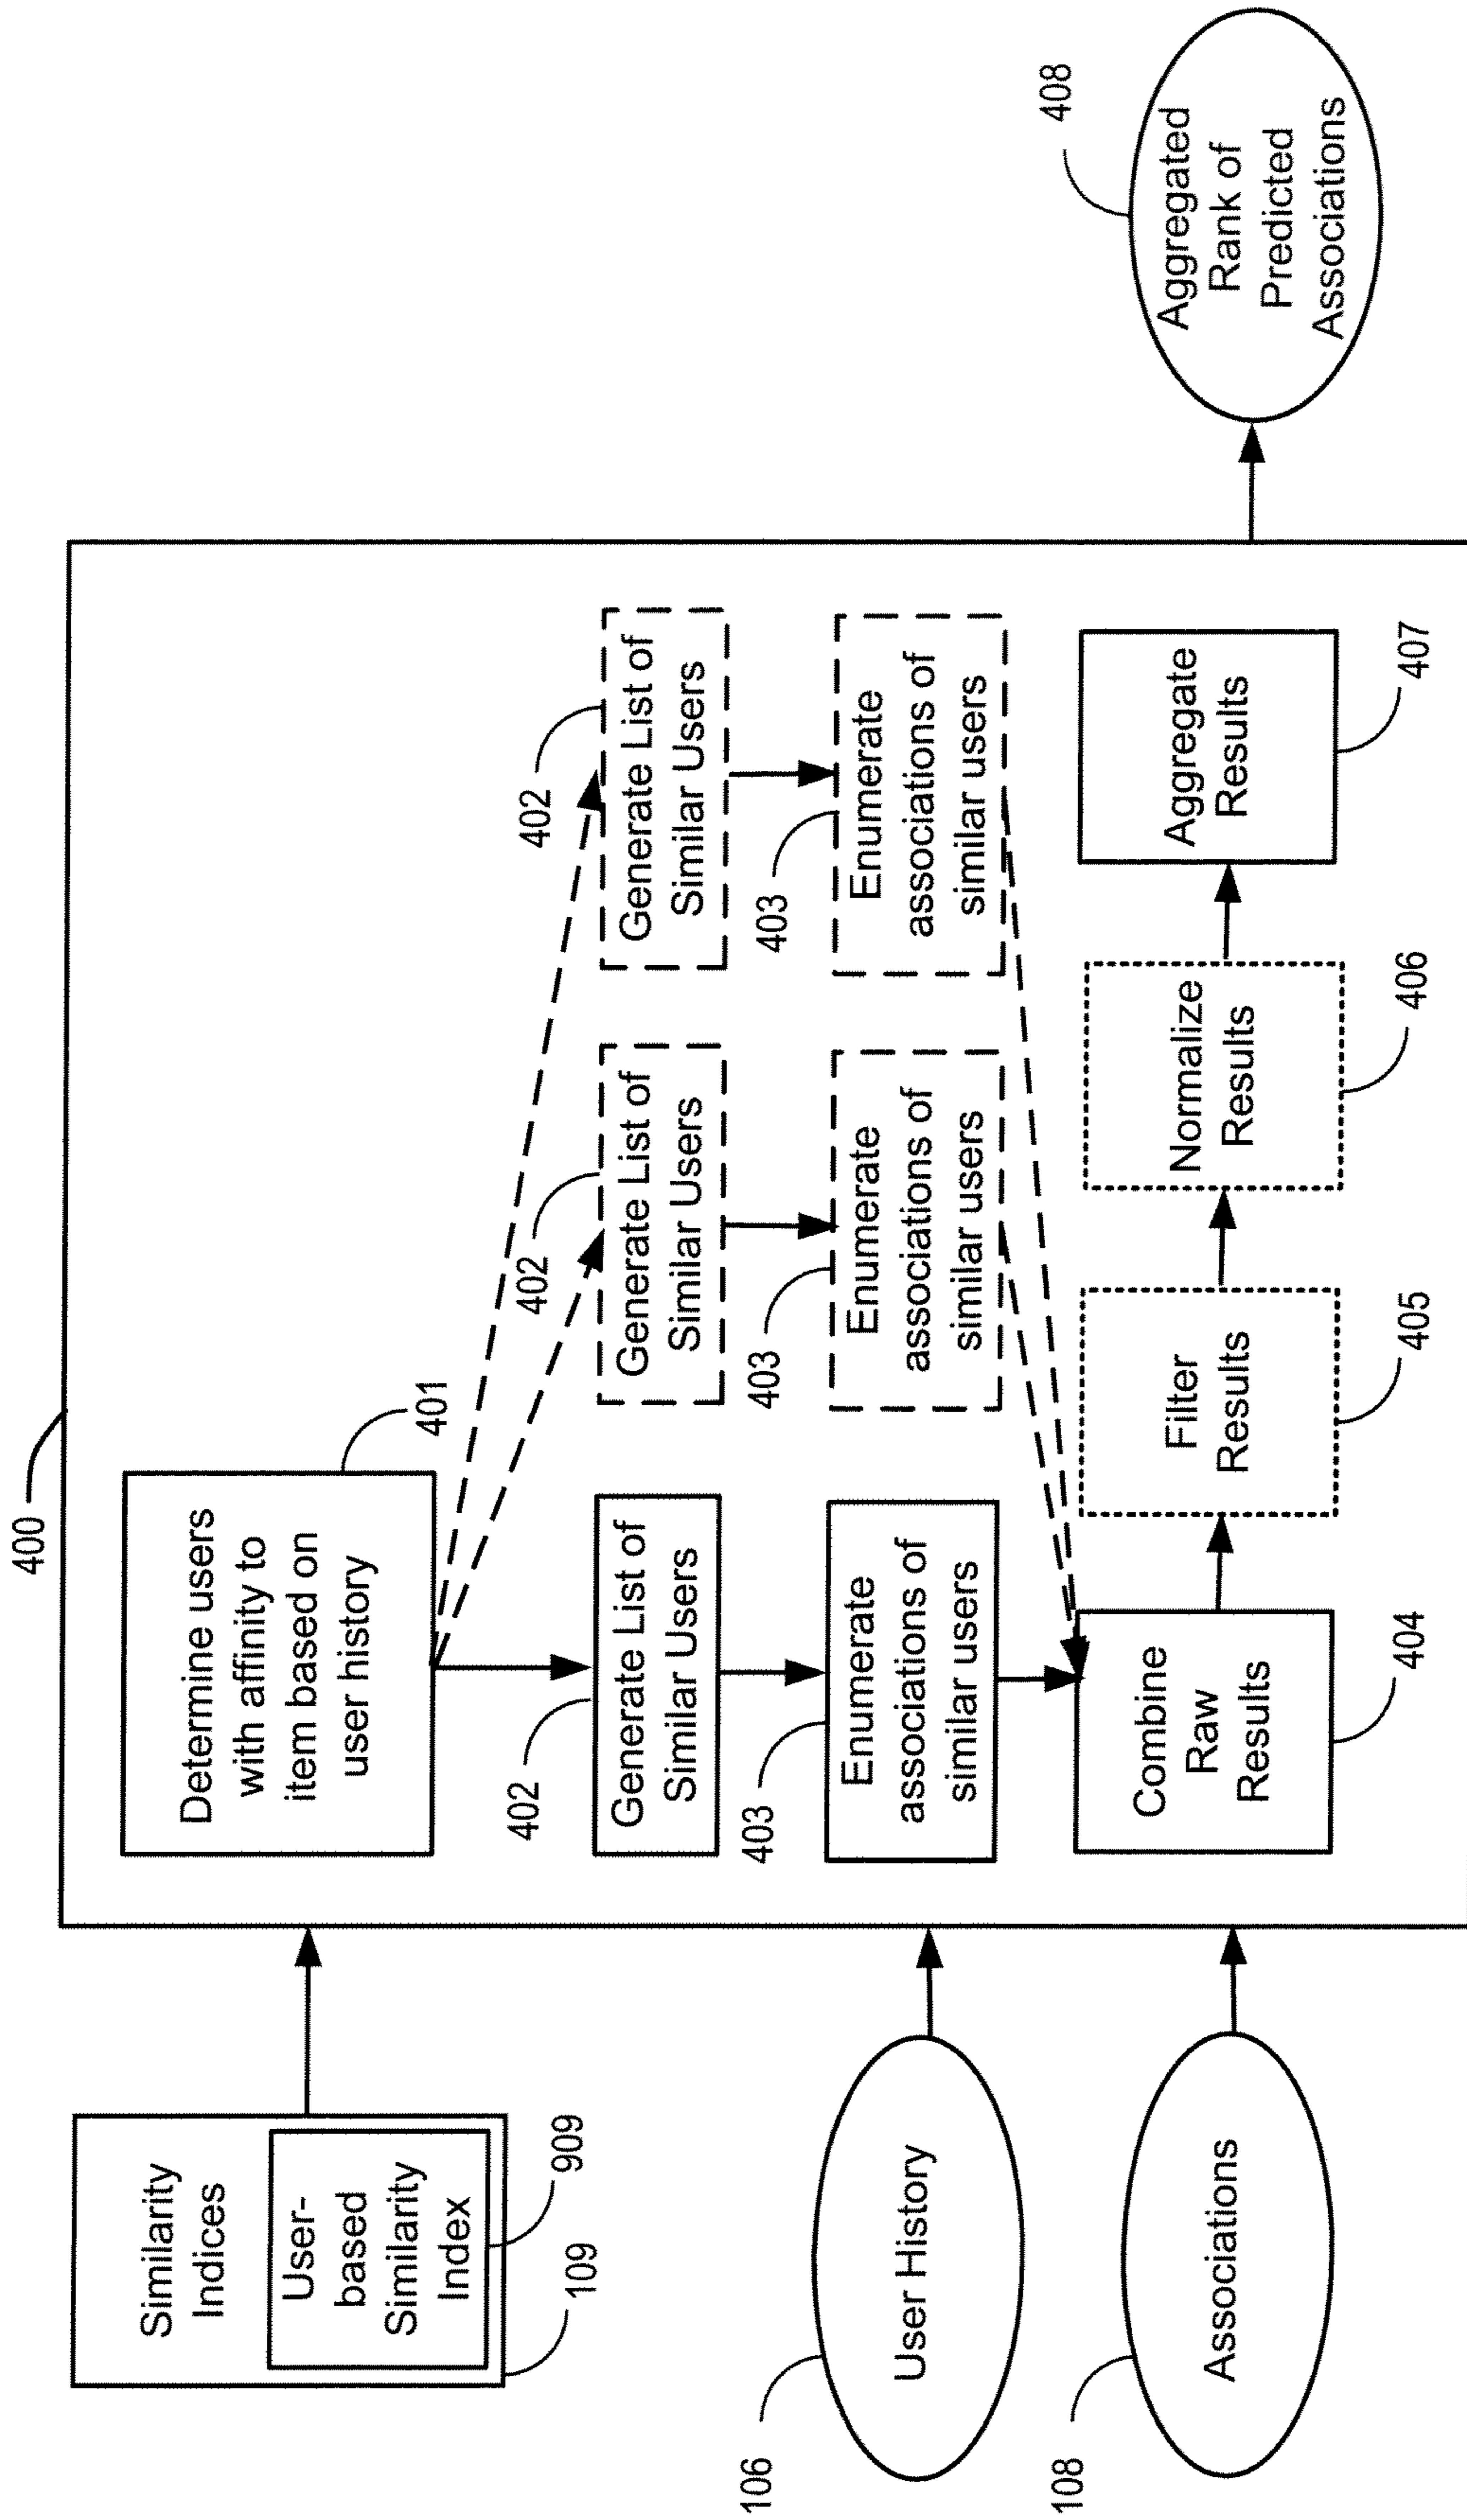 400
Similarity
Indices
User-
based
Similarity
Index
909
109
User History
106
Associations
108
Determine users
with affinity to
item based on
user history
401
402
Generate List of
Similar Users
402
Generate List of
Similar Users
402
Generate List of
Similar Users
403
Enumerate
associations of
similar users
403
Enumerate
associations of
similar users
403
Enumerate
associations of
similar users
Combine
Raw
Results
404
Filter
Results
405
Normalize
Results
406
Aggregate
Results
407
408
Aggregated
Rank of
Predicted
Associations